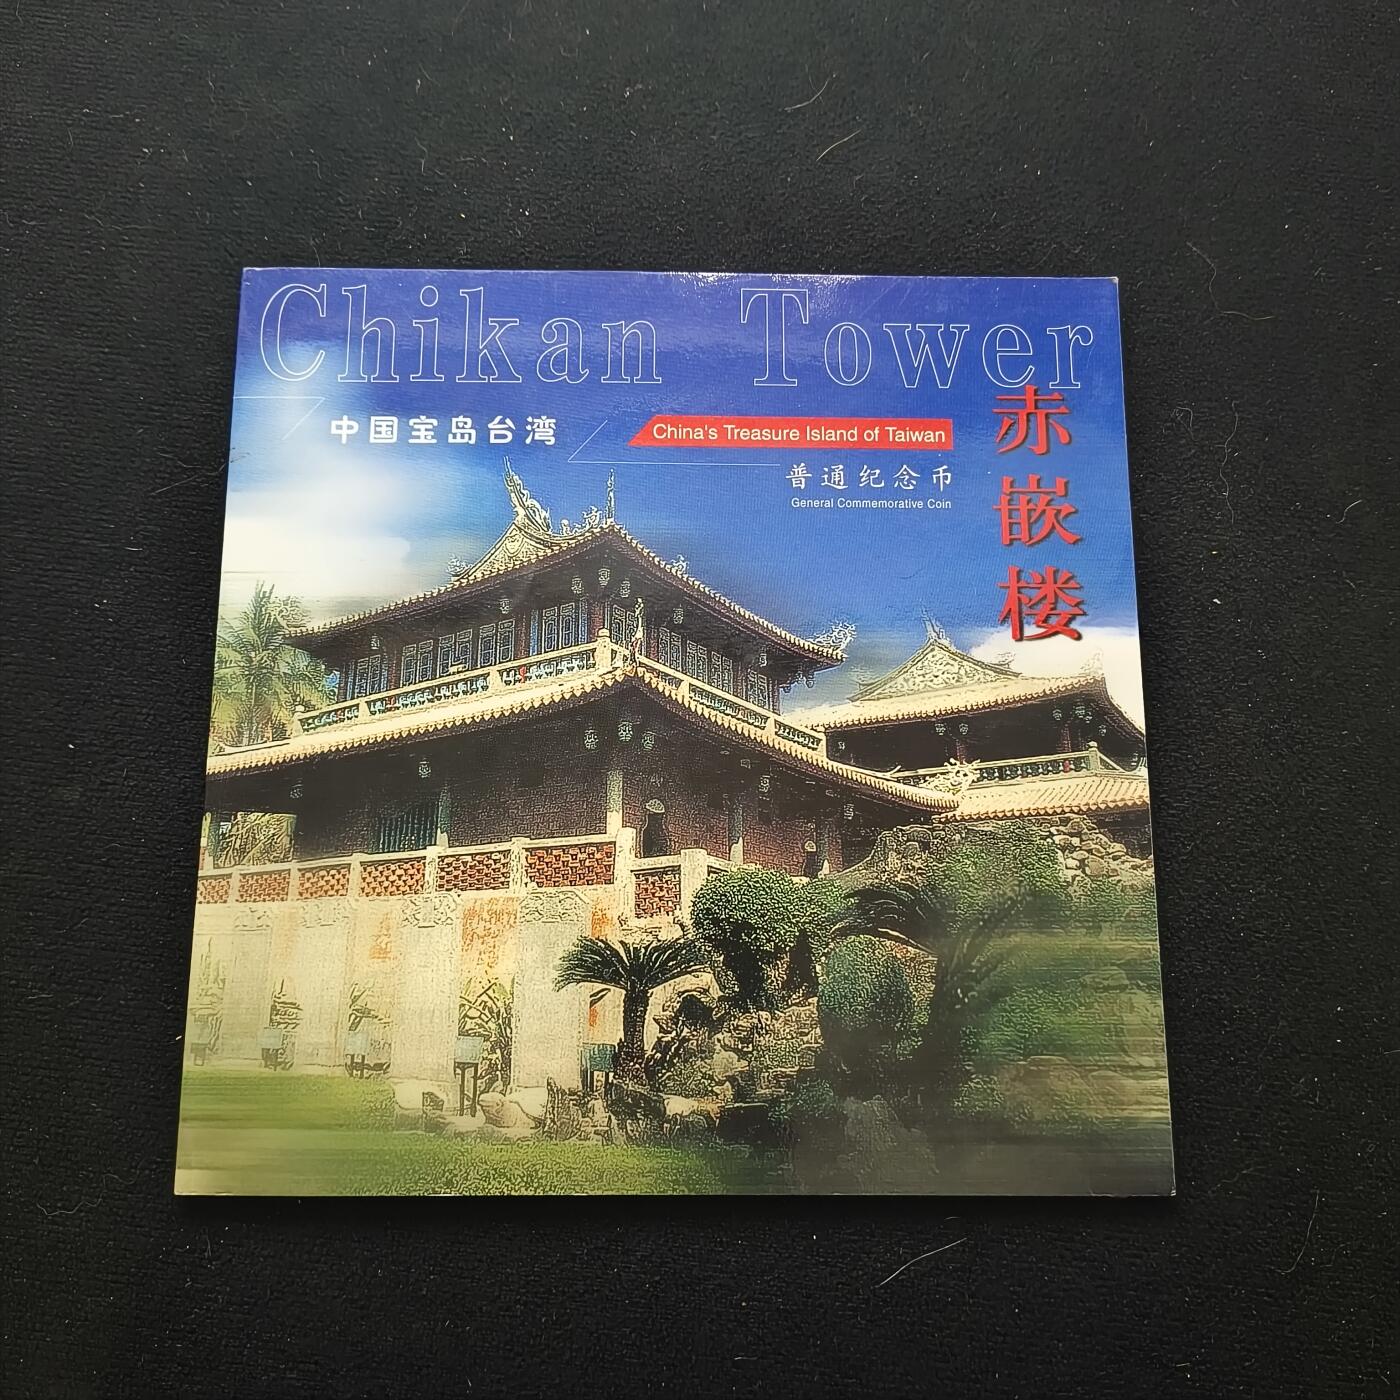 Chikan Tower
中国宝岛台湾
China's Treasure Island of Taiwan
普通纪念币
General Commemorative Coin
赤嵌楼